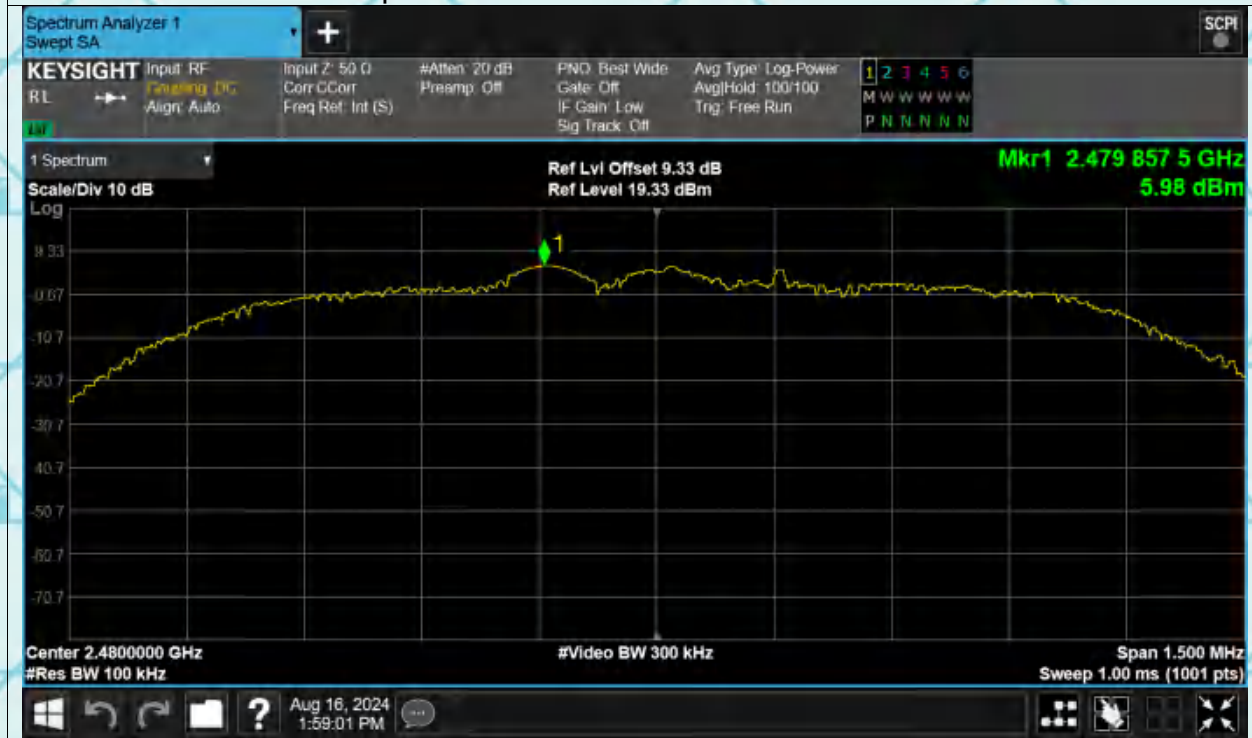 Spectrum Analyzer 1
Swept SA
+
SCPI
KEYSIGHT
RL
Input: RF
Coupling: DC
Align: Auto
Input Z: 50 Ω
Corr CCorr
Freq Ref: Int (S)
#Atten: 20 dB
Preamp: Off
PNO: Best Wide
Gate: Off
IF Gain: Low
Sig Track: Off
Avg Type: Log-Power
Avg|Hold: 100/100
Trig: Free Run
1 2 3 4 5 6
M W W W W W
P N N N N N
1 Spectrum
Scale/Div 10 dB
Ref Lvl Offset 9.33 dB
Ref Level 19.33 dBm
Mkr1 2.479 857 5 GHz
5.98 dBm
Log
1
9.33
-0.67
-10.7
-20.7
-30.7
-40.7
-50.7
-60.7
-70.7
Center 2.4800000 GHz
#Res BW 100 kHz
#Video BW 300 kHz
Span 1.500 MHz
Sweep 1.00 ms (1001 pts)
?
Aug 16, 2024
1:59:01 PM